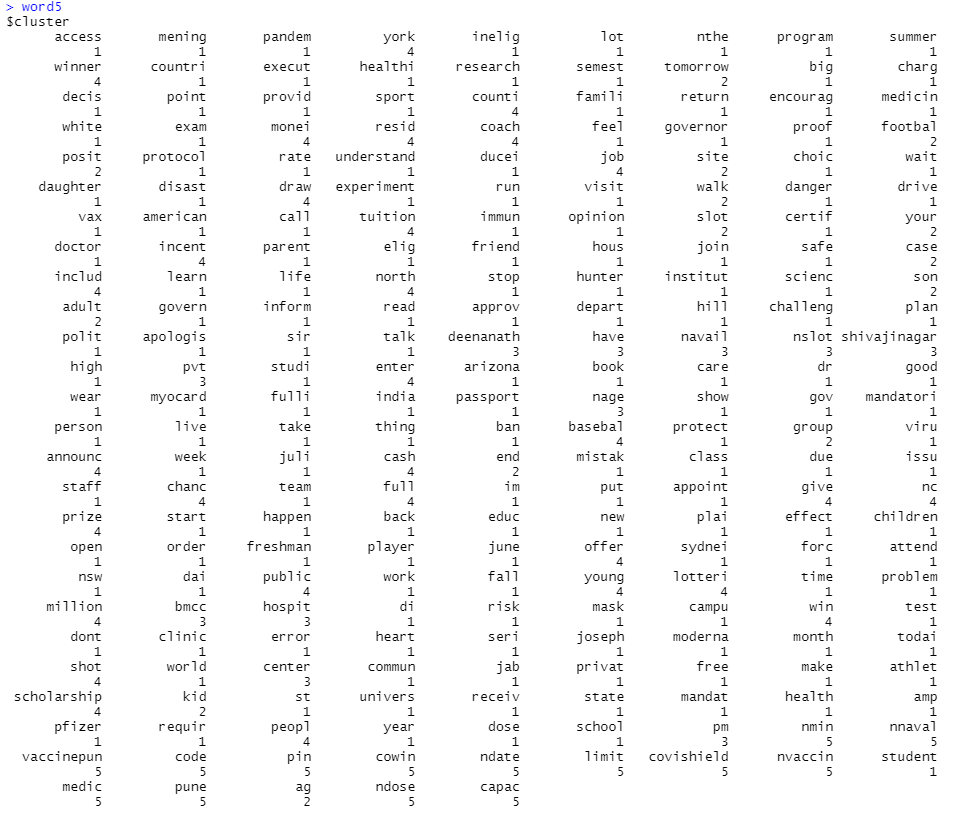 > word5
$cluster
access mening pandem york inelig lot nthe program summer
1 1 1 4 1 1 1 1 1
winner countri execut healthi research semest tomorrow big charg
4 1 1 1 1 1 2 1 1
decis point provid sport counti famili return encourag medicin
1 1 1 1 4 1 1 1 1
white exam monei resid coach feel governor proof footbal
1 1 4 4 4 1 1 1 2
posit protocol rate understand ducei job site choic wait
2 1 1 1 1 4 2 1 1
daughter disast draw experiment run visit walk danger drive
1 1 4 1 1 1 2 1 1
vax american call tuition immun opinion slot certif your
1 1 1 4 1 1 2 1 2
doctor incent parent elig friend hous join safe case
1 4 1 1 1 1 1 1 2
includ learn life north stop hunter institut scienc son
4 1 1 4 1 1 1 1 2
adult govern inform read approv depart hill challeng plan
2 1 1 1 1 1 1 1 1
polit apologis sir talk deenanath have navail nslot shivajinagar
1 1 1 1 3 3 3 3 3
high pvt studi enter arizona book care dr good
1 3 1 4 1 1 1 1 1
wear myocard fulli india passport nage show gov mandatori
1 1 1 1 1 3 1 1 1
person live take thing ban basebal protect group viru
1 1 1 1 1 4 1 2 1
announc week juli cash end mistak class due issu
4 1 1 4 2 1 1 1 1
staff chanc team full im put appoint give nc
1 4 1 4 1 1 1 4 4
prize start happen back educ new plai effect children
4 1 1 1 1 1 1 1 1
open order freshman player june offer sydnei forc attend
1 1 1 1 1 4 1 1 1
nsw dai public work fall young lotteri time problem
1 1 4 1 1 4 4 1 1
million bmcc hospit di risk mask campu win test
4 3 3 1 1 1 1 4 1
dont clinic error heart seri joseph moderna month todai
1 1 1 1 1 1 1 1 1
shot world center commun jab privat free make athlet
4 1 3 1 1 1 1 1 1
scholarship kid st univers receiv state mandat health amp
4 2 1 1 1 1 1 1 1
pfizer requir peopl year dose school pm nmin nnaval
1 1 4 1 1 1 3 5 5
vaccinepun code pin cowin ndate limit covishield nvaccin student
5 5 5 5 5 5 5 5 1
medic pune ag ndose capac
5 5 2 5 5